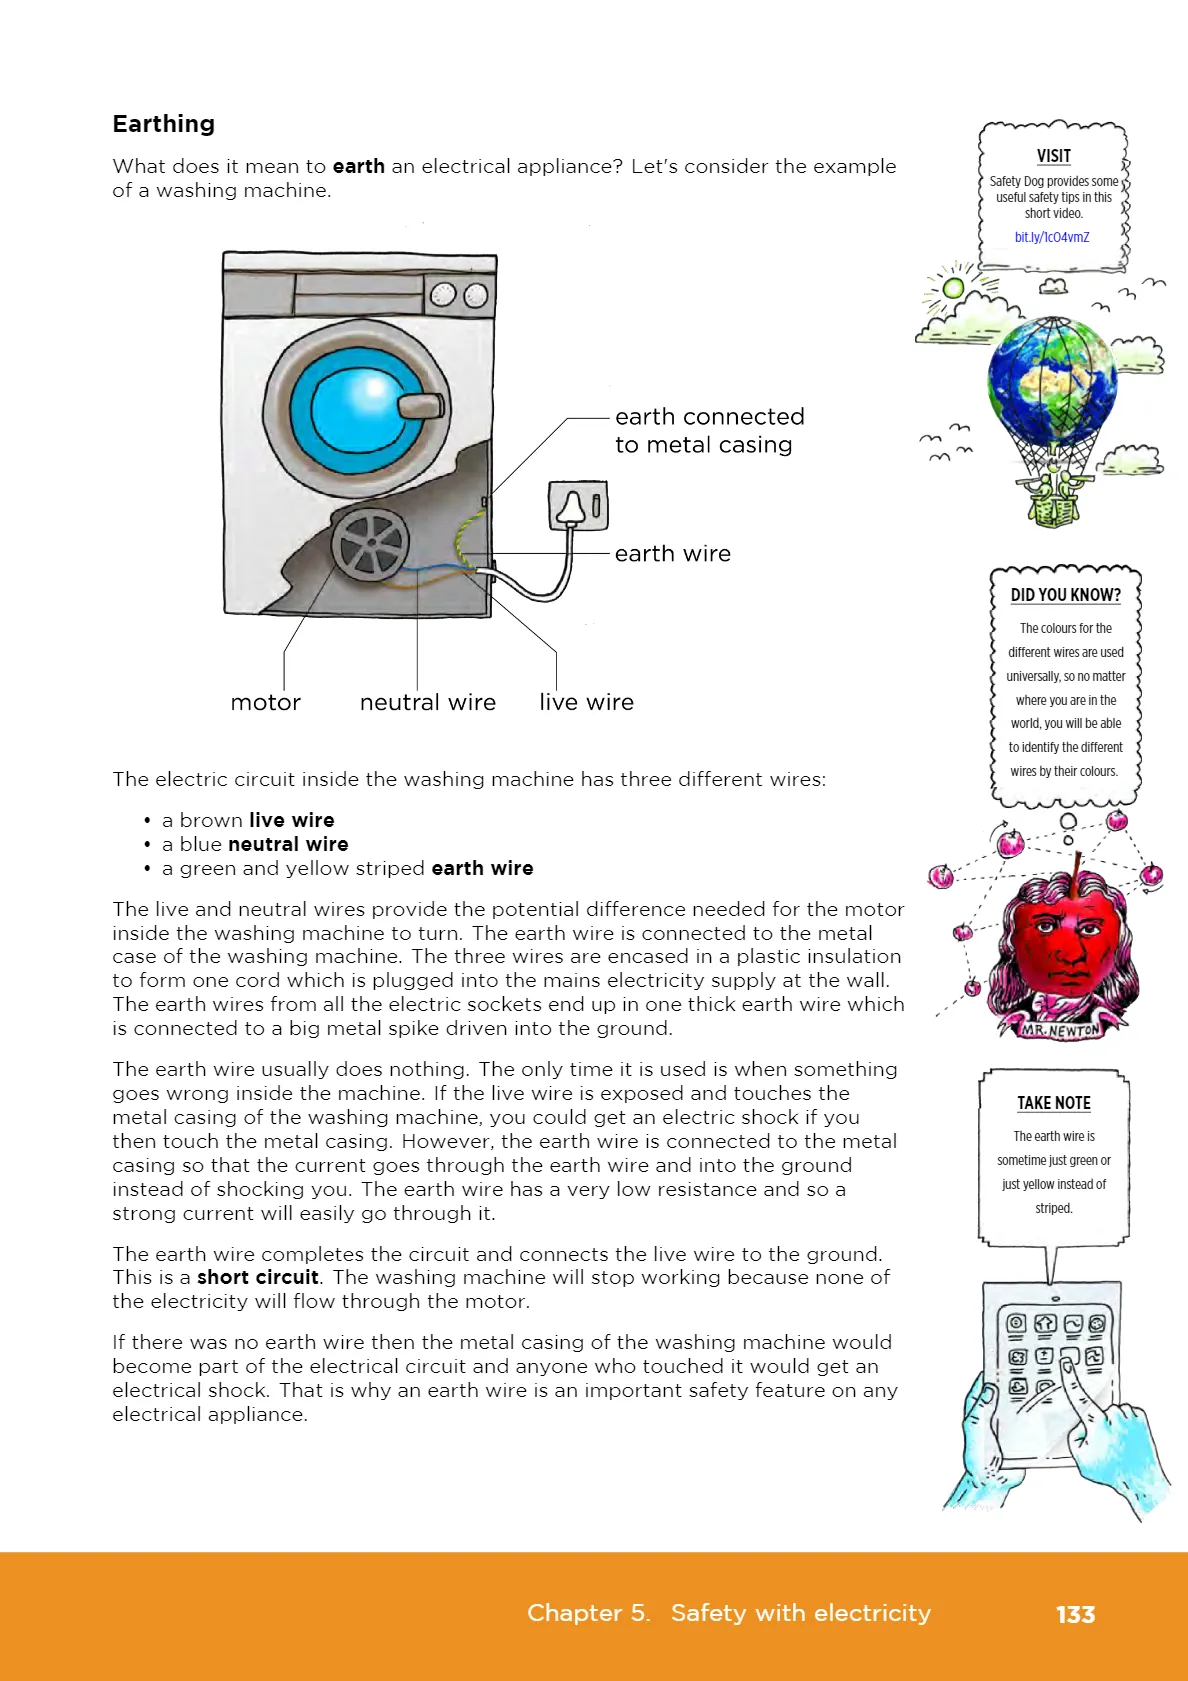 Earthing
What does it mean to earth an electrical appliance? Let's consider the example
of a washing machine.
earth connected
to metal casing
earth wire
motor
neutral wire
live wire
The electric circuit inside the washing machine has three different wires:
• a brown live wire
• a blue neutral wire
• a green and yellow striped earth wire
The live and neutral wires provide the potential difference needed for the motor
inside the washing machine to turn. The earth wire is connected to the metal
case of the washing machine. The three wires are encased in a plastic insulation
to form one cord which is plugged into the mains electricity supply at the wall.
The earth wires from all the electric sockets end up in one thick earth wire which
is connected to a big metal spike driven into the ground.
The earth wire usually does nothing. The only time it is used is when something
goes wrong inside the machine. If the live wire is exposed and touches the
metal casing of the washing machine, you could get an electric shock if you
then touch the metal casing. However, the earth wire is connected to the metal
casing so that the current goes through the earth wire and into the ground
instead of shocking you. The earth wire has a very low resistance and so a
strong current will easily go through it.
The earth wire completes the circuit and connects the live wire to the ground.
This is a short circuit. The washing machine will stop working because none of
the electricity will flow through the motor.
If there was no earth wire then the metal casing of the washing machine would
become part of the electrical circuit and anyone who touched it would get an
electrical shock. That is why an earth wire is an important safety feature on any
electrical appliance.
VISIT
Safety Dog provides some
useful safety tips in this
short video.
bit.ly/1cO4vmZ
DID YOU KNOW?
The colours for the
different wires are used
universally, so no matter
where you are in the
world, you will be able
to identify the different
wires by their colours.
MR. NEWTON
TAKE NOTE
The earth wire is
sometime just green or
just yellow instead of
striped.
Chapter 5. Safety with electricity
133